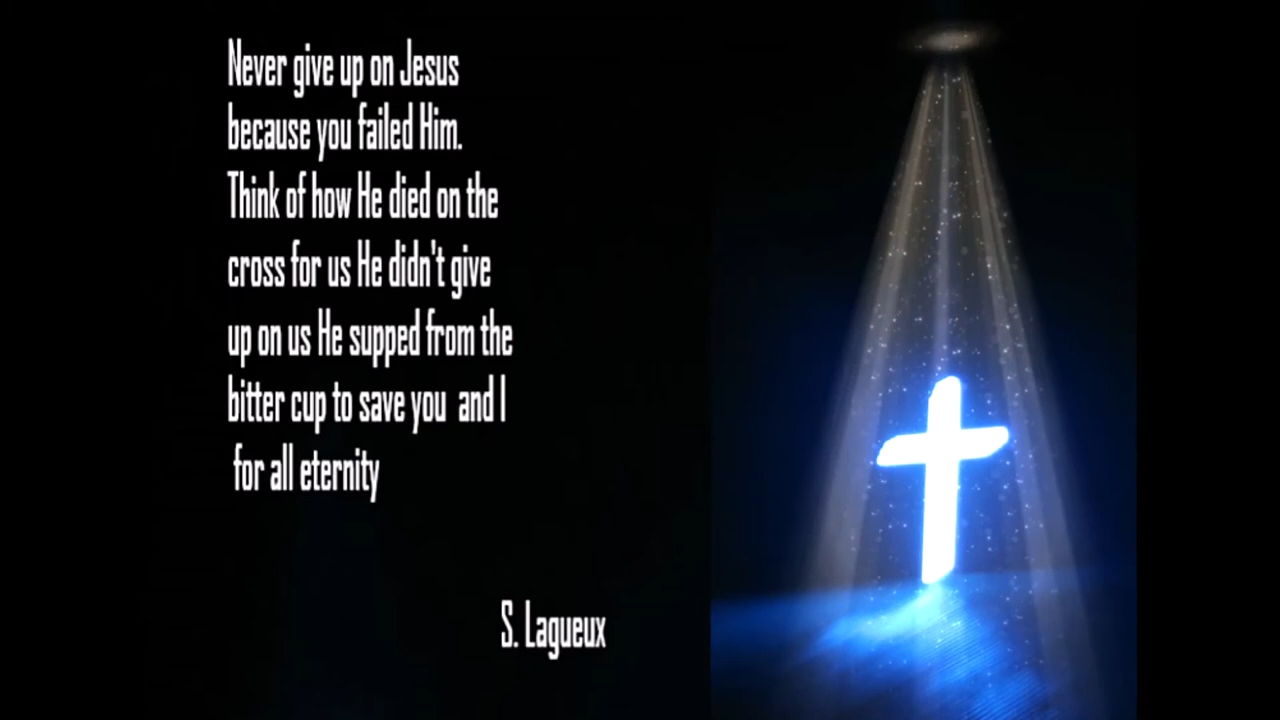 Never give up on Jesus
because you failed Him.
Think of how He died on the
cross for us He didn't give
up on us He supped from the
bitter cup to save you  and I
for all eternity
S. Lagueux